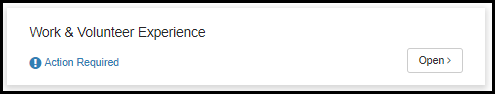 Work & Volunteer Experience
Action Required
Open >